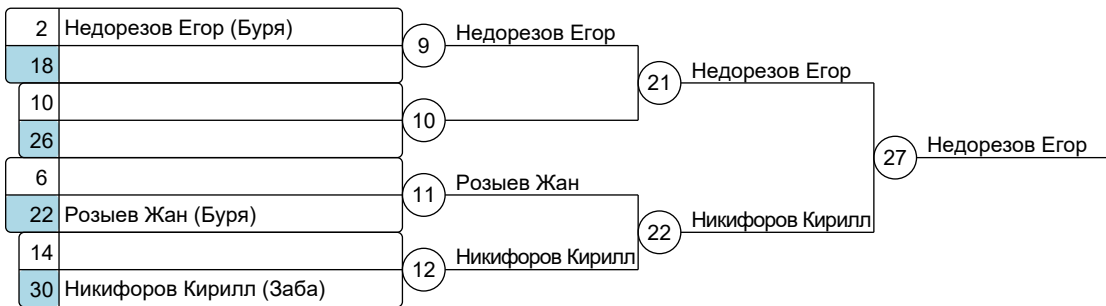 2 Недорезов Егор (Буря)
18
10
26
6
22 Розыев Жан (Буря)
14
30 Никифоров Кирилл (Заба)
9 Недорезов Егор
10
11 Розыев Жан
12 Никифоров Кирилл
21 Недорезов Егор
22 Никифоров Кирилл
27 Недорезов Егор